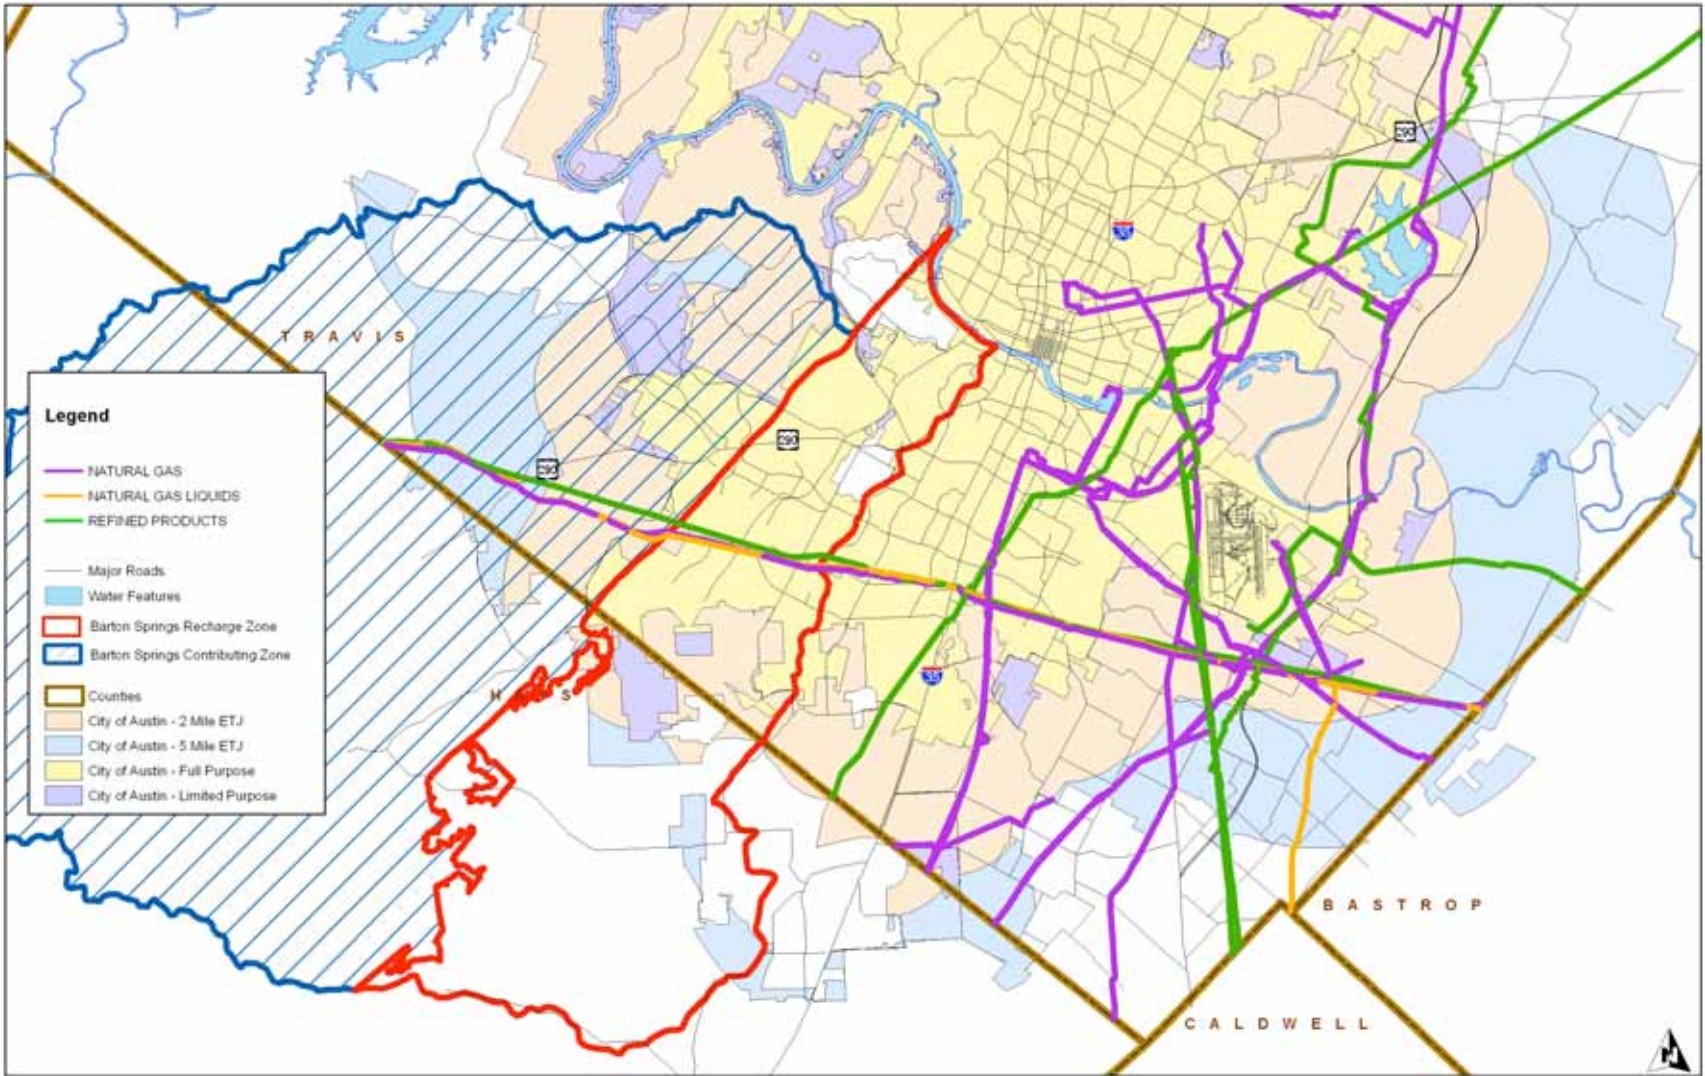 290
35
TRAVIS
Legend
NATURAL GAS
NATURAL GAS LIQUIDS
REFINED PRODUCTS
Major Roads
Water Features
Barton Springs Recharge Zone
Barton Springs Contributing Zone
Counties
City of Austin - 2 Mile ETJ
City of Austin - 5 Mile ETJ
City of Austin - Full Purpose
City of Austin - Limited Purpose
290
290
HAYS
35
BASTROP
CALDWELL
N